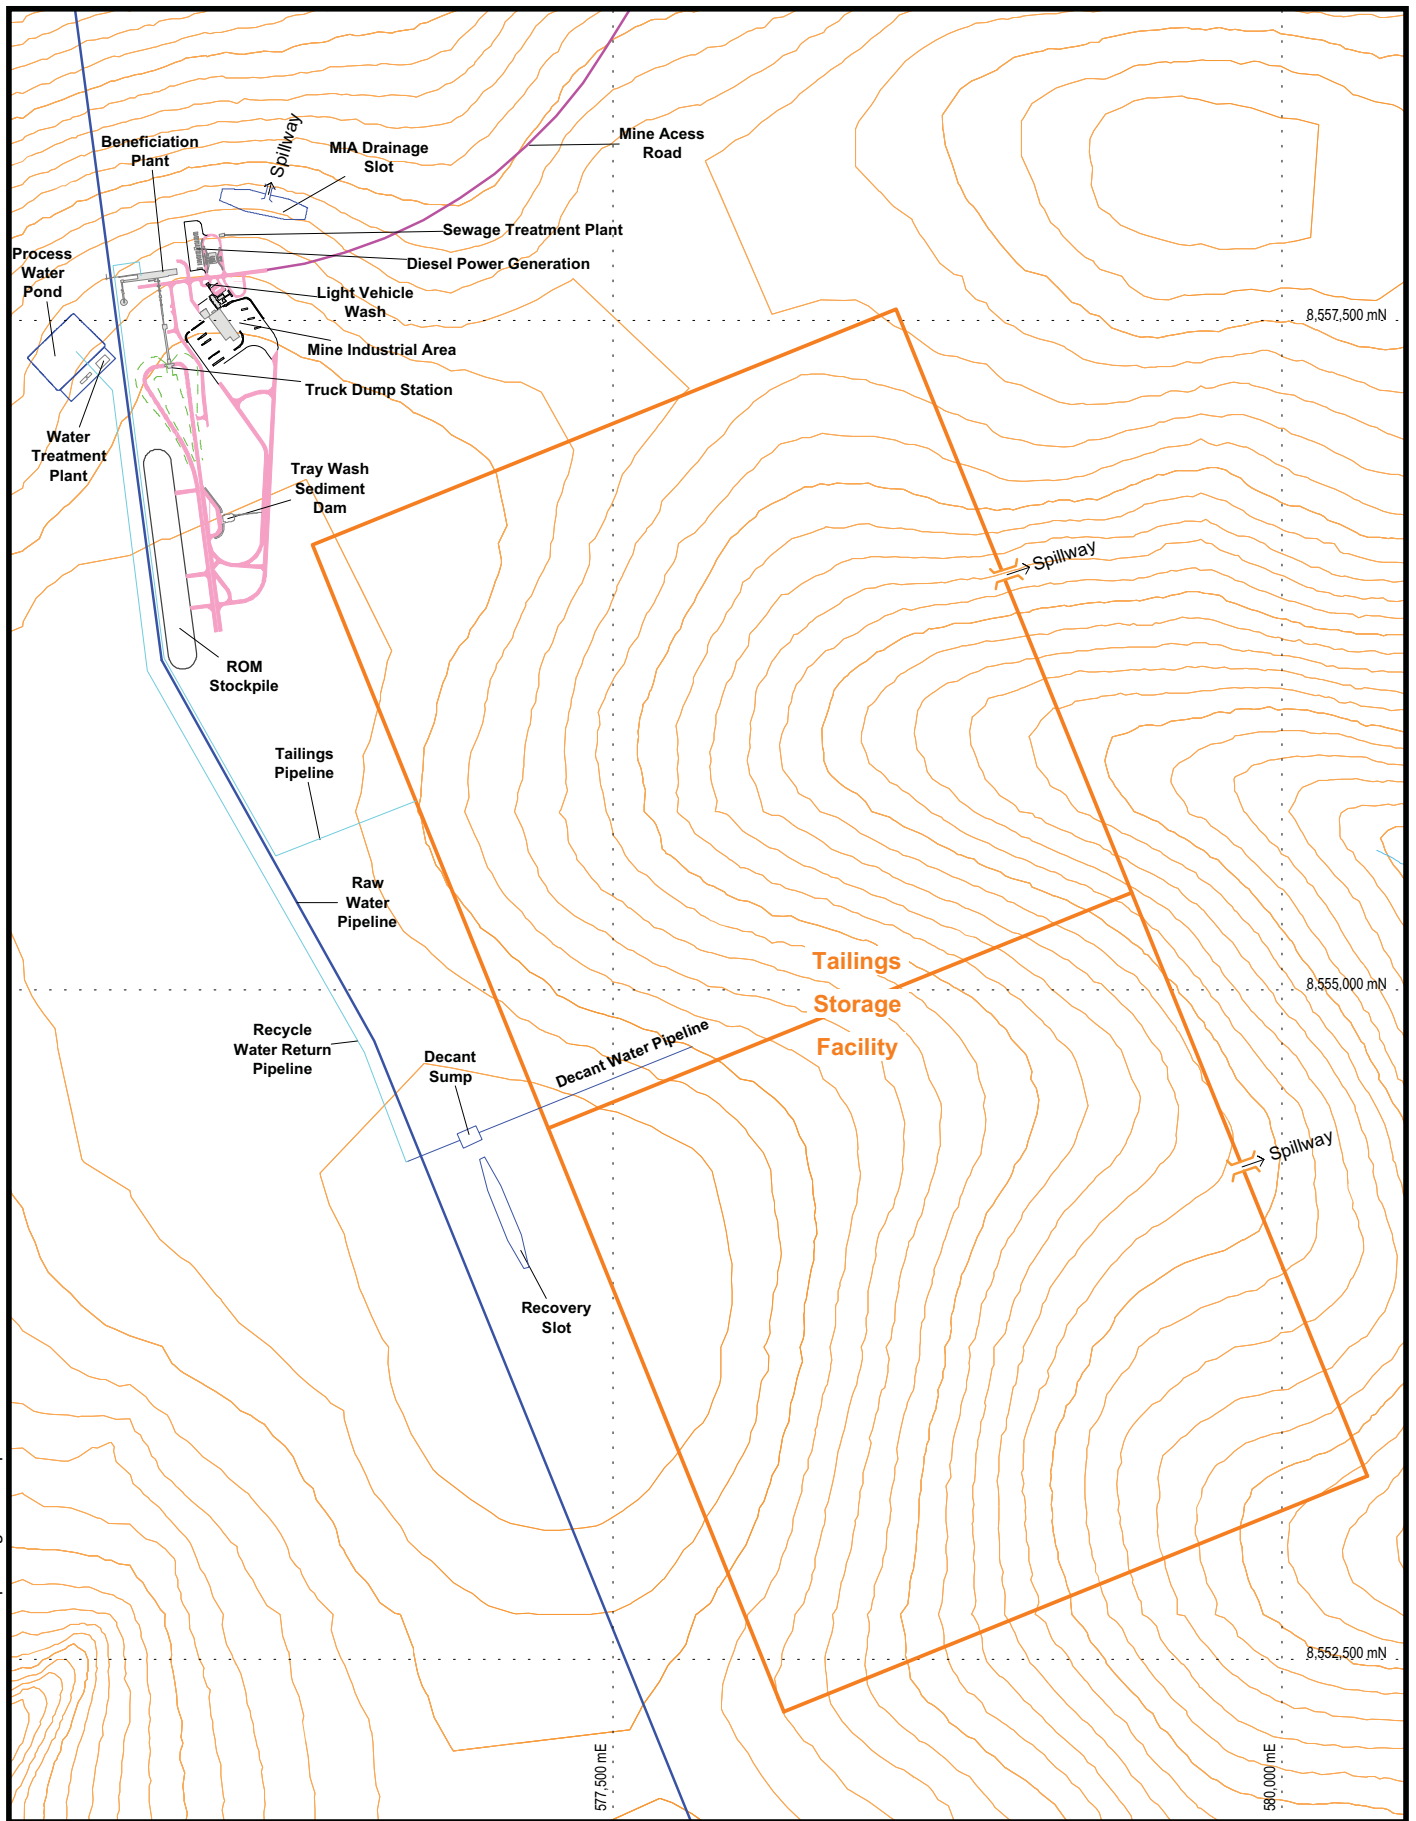 Spillway
Beneficiation
Plant
MIA Drainage
Slot
Mine Acess
Road
Sewage Treatment Plant
Process
Water
Pond
Diesel Power Generation
Light Vehicle
Wash
8,557,500 mN
Mine Industrial Area
Truck Dump Station
Water
Treatment
Plant
Tray Wash
Sediment
Dam
Spillway
ROM
Stockpile
Tailings
Pipeline
Raw
Water
Pipeline
Tailings
Storage
Facility
8,555,000 mN
Recycle
Water Return
Pipeline
Decant
Sump
Decant Water Pipeline
Spillway
Recovery
Slot
8,552,500 mN
577,500 mE
580,000 mE